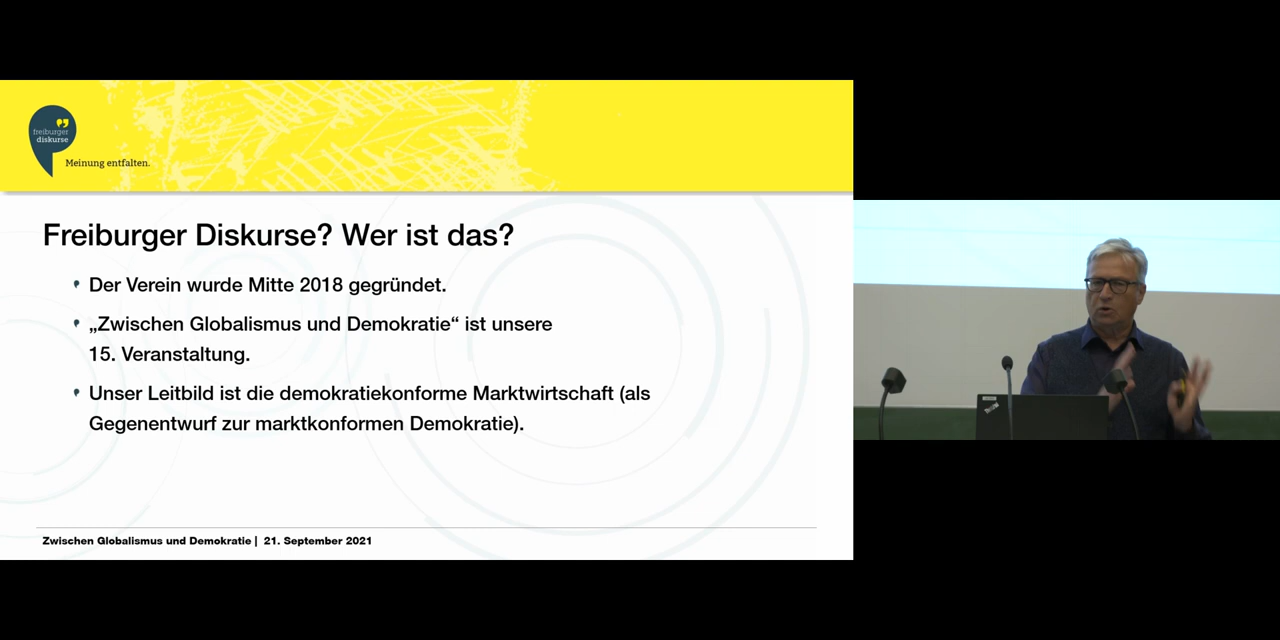 freiburger
diskurse
Meinung entfalten.
Freiburger Diskurse? Wer ist das?
Der Verein wurde Mitte 2018 gegründet.
„Zwischen Globalismus und Demokratie“ ist unsere
15. Veranstaltung.
Unser Leitbild ist die demokratiekonforme Marktwirtschaft (als
Gegenentwurf zur marktkonformen Demokratie).
Zwischen Globalismus und Demokratie | 21. September 2021